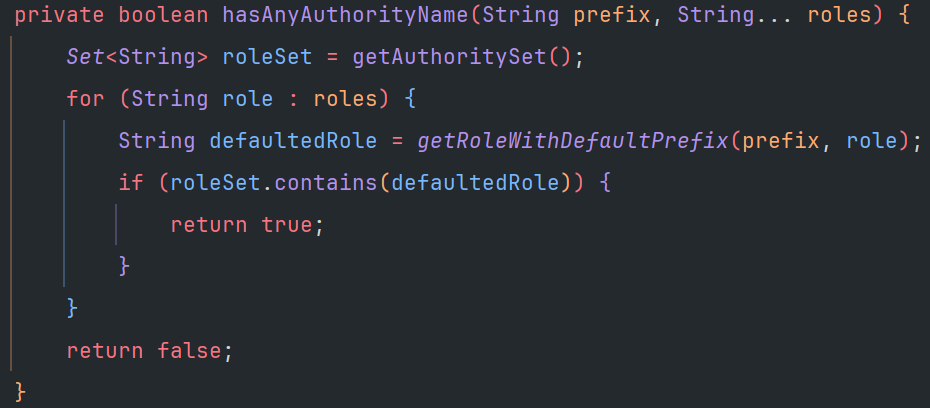 private boolean hasAnyAuthorityName(String prefix, String... roles) {
    Set<String> roleSet = getAuthoritySet();
    for (String role : roles) {
        String defaultedRole = getRoleWithDefaultPrefix(prefix, role);
        if (roleSet.contains(defaultedRole)) {
            return true;
        }
    }
    return false;
}